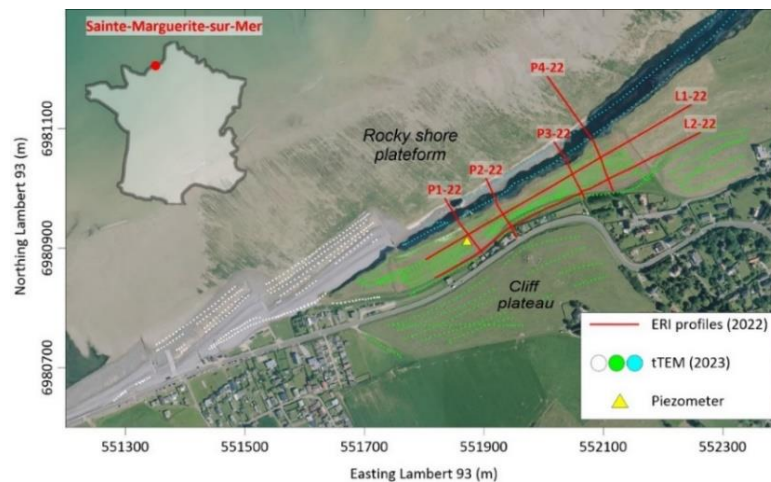 Sainte-Marguerite-sur-Mer
P4-22
L1-22
L2-22
Rocky shore
plateform
P3-22
P2-22
P1-22
Cliff
plateau
ERI profiles (2022)
tTEM (2023)
Piezometer
6981100
6980900
6980700
Northing Lambert 93 (m)
551300
551500
551700
551900
552100
552300
Easting Lambert 93 (m)